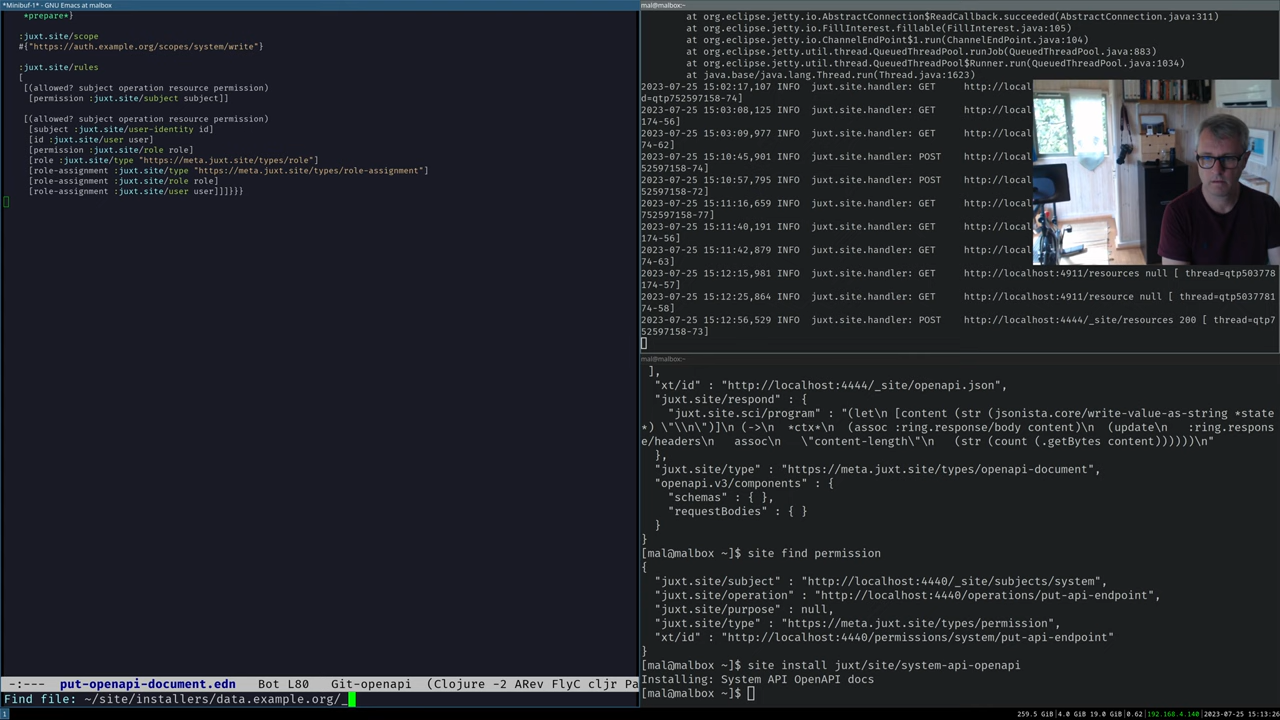 *Minibuf-1* - GNU Emacs at malbox
*prepare*}
:juxt.site/scope
#{"https://auth.example.org/scopes/system/write"}
:juxt.site/rules
[
[(allowed? subject operation resource permission)
[permission :juxt.site/subject subject]]
[(allowed? subject operation resource permission)
[subject :juxt.site/user-identity id]
[id :juxt.site/user user]
[permission :juxt.site/role role]
[role :juxt.site/type "https://meta.juxt.site/types/role"]
[role-assignment :juxt.site/type "https://meta.juxt.site/types/role-assignment"]
[role-assignment :juxt.site/role role]
[role-assignment :juxt.site/user user]]]}}}
-:--- put-openapi-document.edn Bot L80 Git-openapi (Clojure -2 ARev FlyC cljr Pa
Find file: ~/site/installers/data.example.org/_
mal@malbox:~
at org.eclipse.jetty.io.AbstractConnection$ReadCallback.succeeded(AbstractConnection.java:311)
at org.eclipse.jetty.io.FillInterest.fillable(FillInterest.java:105)
at org.eclipse.jetty.io.ChannelEndPoint$1.run(ChannelEndPoint.java:104)
at org.eclipse.jetty.util.thread.QueuedThreadPool.runJob(QueuedThreadPool.java:883)
at org.eclipse.jetty.util.thread.QueuedThreadPool$Runner.run(QueuedThreadPool.java:1034)
at java.base/java.lang.Thread.run(Thread.java:1623)
2023-07-25 15:02:17,107 INFO juxt.site.handler: GET http://local
d=qtp752597158-74]
2023-07-25 15:03:08,125 INFO juxt.site.handler: GET http://local
174-56]
2023-07-25 15:03:09,977 INFO juxt.site.handler: GET http://local
74-62]
2023-07-25 15:10:45,901 INFO juxt.site.handler: POST http://local
52597158-74]
2023-07-25 15:10:57,795 INFO juxt.site.handler: POST http://local
52597158-72]
2023-07-25 15:11:16,659 INFO juxt.site.handler: GET http://local
752597158-77]
2023-07-25 15:11:40,191 INFO juxt.site.handler: GET http://local
174-56]
2023-07-25 15:11:42,879 INFO juxt.site.handler: GET http://local
74-63]
2023-07-25 15:12:15,981 INFO juxt.site.handler: GET http://localhost:4911/resources null [ thread=qtp503778
174-57]
2023-07-25 15:12:25,864 INFO juxt.site.handler: GET http://localhost:4911/resource null [ thread=qtp5037781
74-58]
2023-07-25 15:12:56,529 INFO juxt.site.handler: POST http://localhost:4444/_site/resources 200 [ thread=qtp7
52597158-73]
mal@malbox:~
],
"xt/id" : "http://localhost:4444/_site/openapi.json",
"juxt.site/respond" : {
"juxt.site.sci/program" : "(let\n [content (str (jsonista.core/write-value-as-string *state
*) \"\\n\")]\n (->\n *ctx*\n (assoc :ring.response/body content)\n (update\n :ring.respons
e/headers\n assoc\n \"content-length\"\n (str (count (.getBytes content))))))\n"
},
"juxt.site/type" : "https://meta.juxt.site/types/openapi-document",
"openapi.v3/components" : {
"schemas" : { },
"requestBodies" : { }
}
}
[mal@malbox ~]$ site find permission
{
"juxt.site/subject" : "http://localhost:4440/_site/subjects/system",
"juxt.site/operation" : "http://localhost:4440/operations/put-api-endpoint",
"juxt.site/purpose" : null,
"juxt.site/type" : "https://meta.juxt.site/types/permission",
"xt/id" : "http://localhost:4440/permissions/system/put-api-endpoint"
}
[mal@malbox ~]$ site install juxt/site/system-api-openapi
Installing: System API OpenAPI docs
[mal@malbox ~]$
1
259.5 GiB|4.0 GiB 19.0 GiB|0.62 |192.168.4.140|2023-07-25 15:13:26